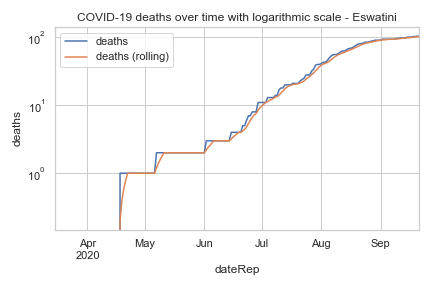 COVID-19 deaths over time with logarithmic scale - Eswatini
deaths
deaths (rolling)
10²
10¹
10⁰
deaths
Apr May Jun Jul Aug Sep
2020
dateRep